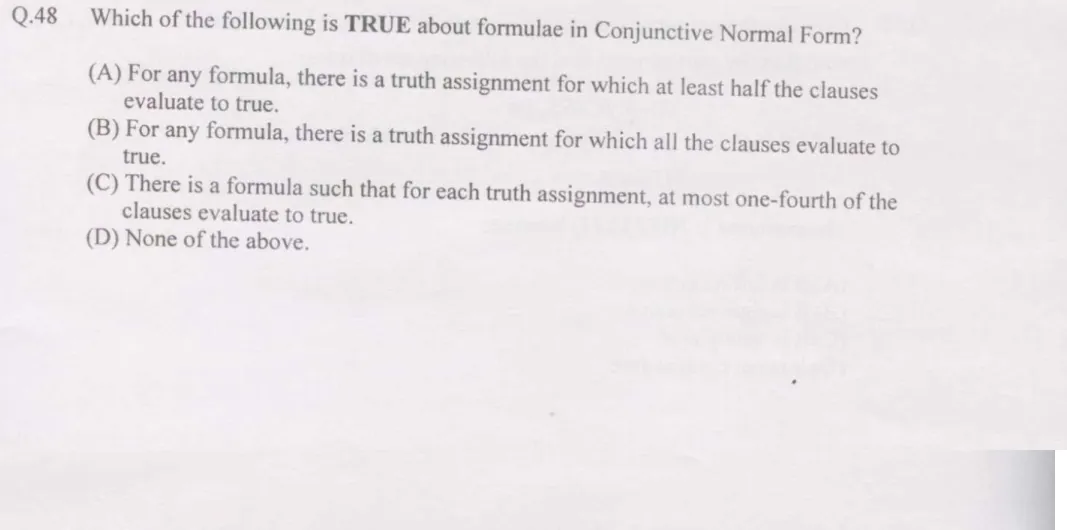 Q.48 Which of the following is TRUE about formulae in Conjunctive Normal Form?
(A) For any formula, there is a truth assignment for which at least half the clauses
evaluate to true.
(B) For any formula, there is a truth assignment for which all the clauses evaluate to
true.
(C) There is a formula such that for each truth assignment, at most one-fourth of the
clauses evaluate to true.
(D) None of the above.